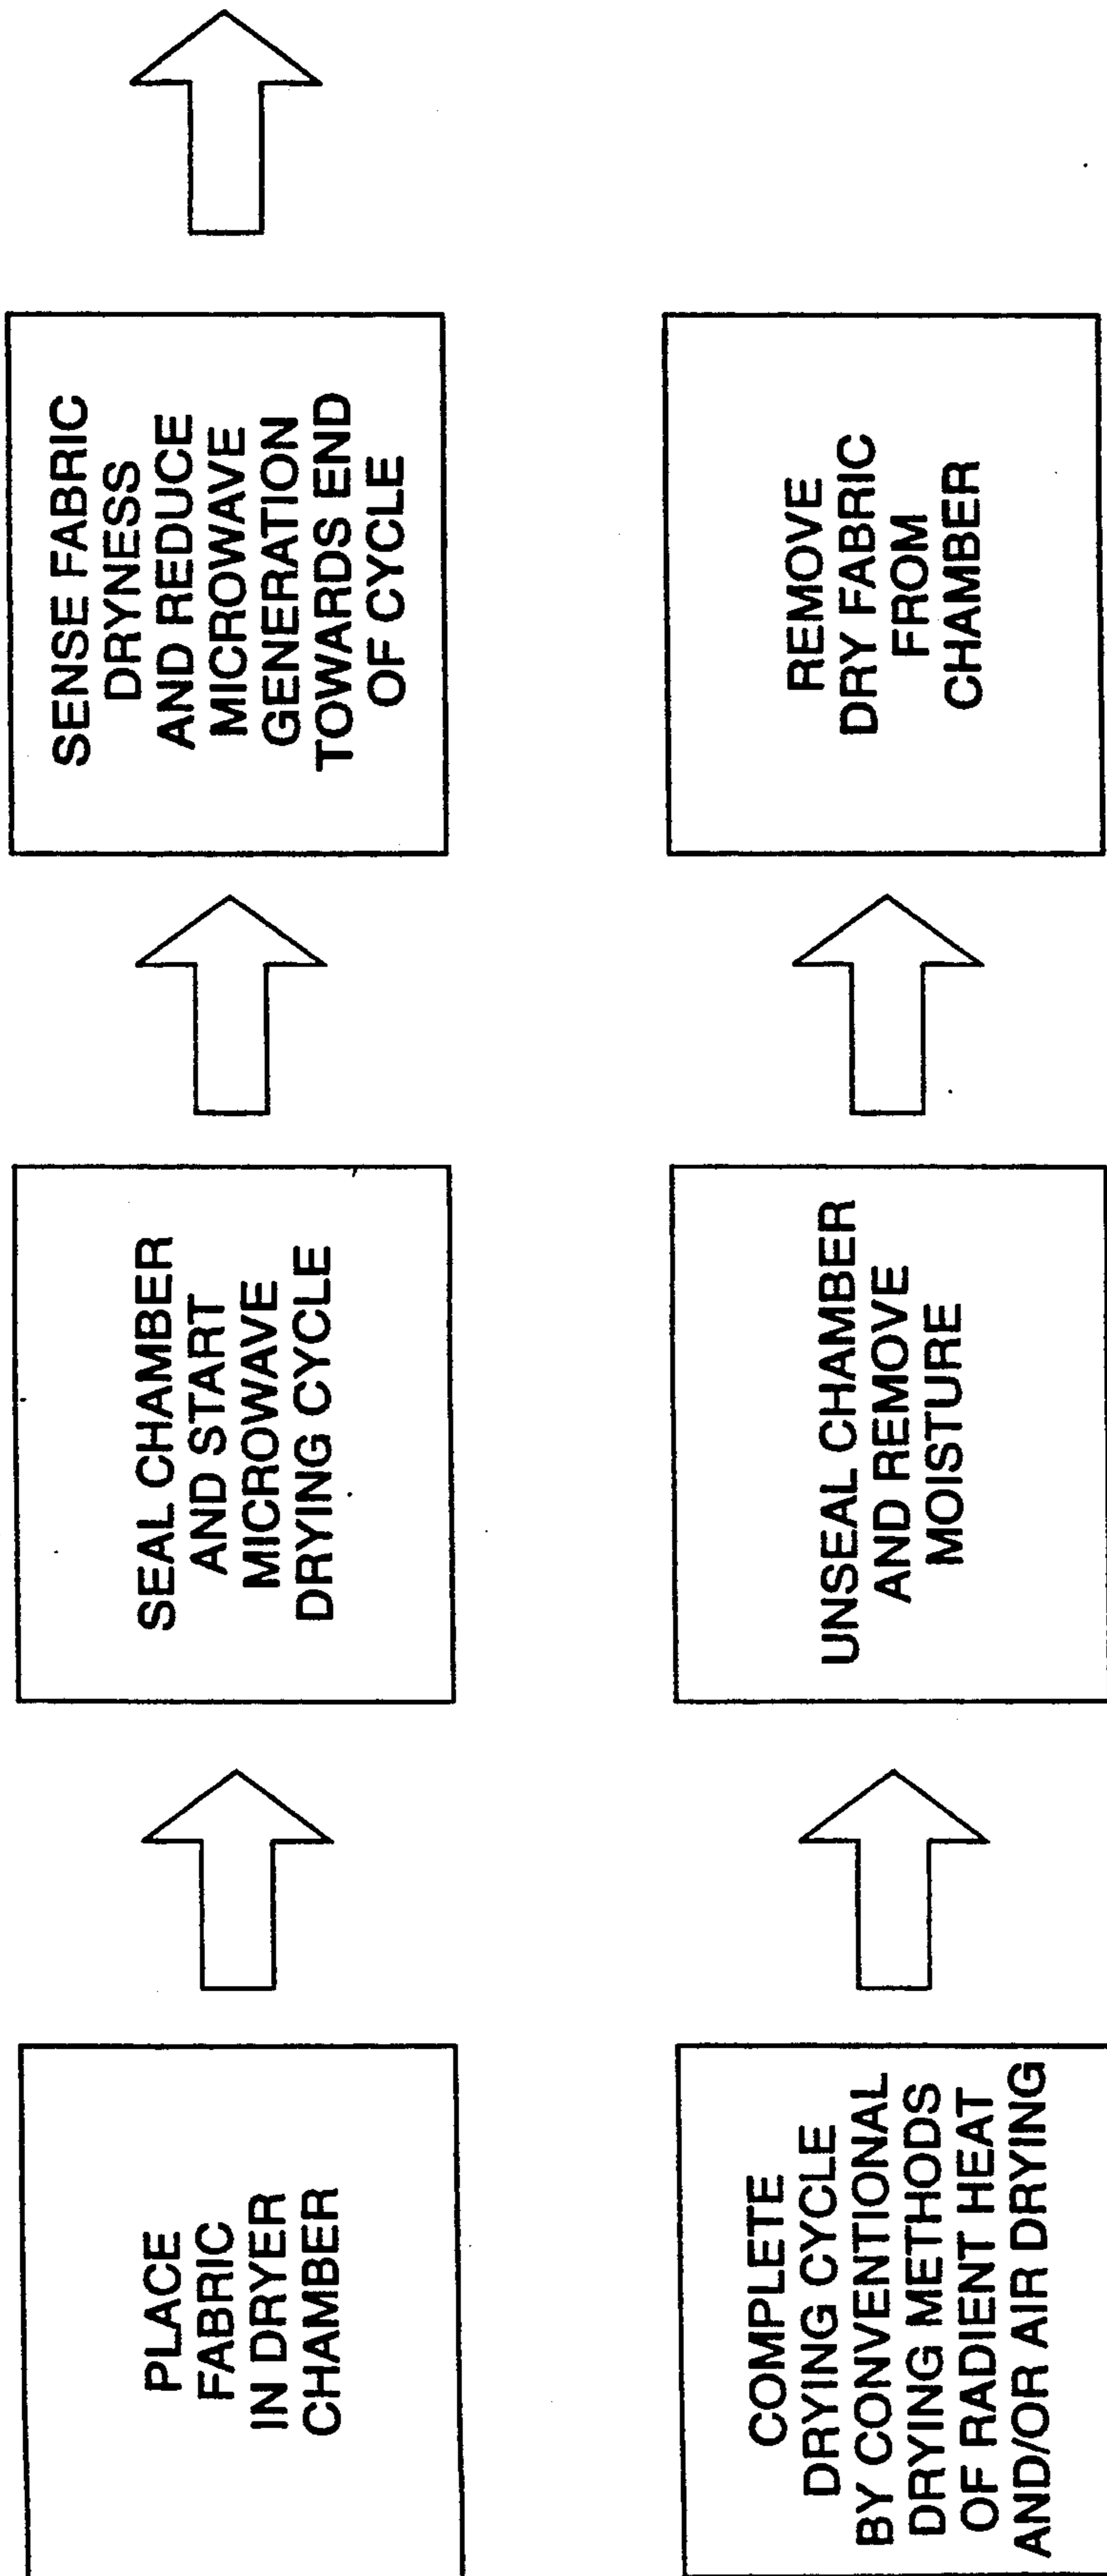 PLACE
FABRIC
IN DRYER
CHAMBER
SEAL CHAMBER
AND START
MICROWAVE
DRYING CYCLE
SENSE FABRIC
DRYNESS
AND REDUCE
MICROWAVE
GENERATION
TOWARDS END
OF CYCLE
COMPLETE
DRYING CYCLE
BY CONVENTIONAL
DRYING METHODS
OF RADIENT HEAT
AND/OR AIR DRYING
UNSEAL CHAMBER
AND REMOVE
MOISTURE
REMOVE
DRY FABRIC
FROM
CHAMBER